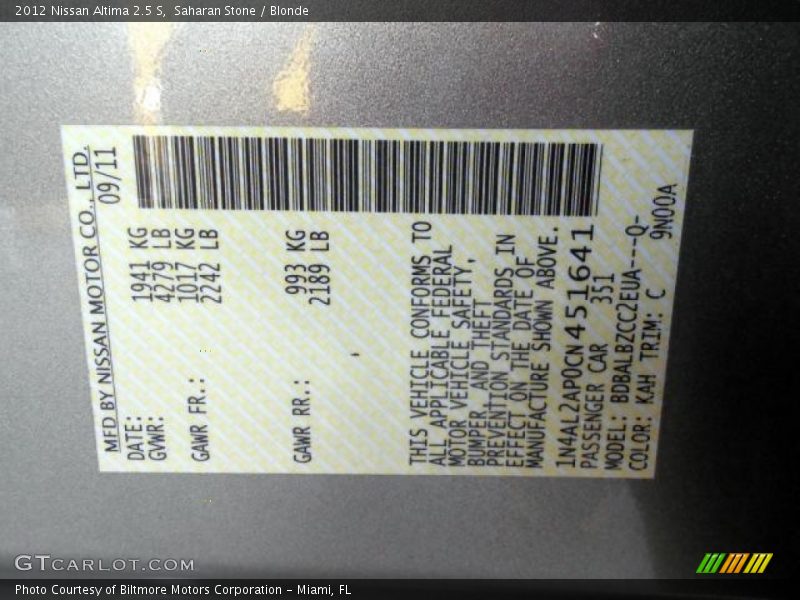 2012 Nissan Altima 2.5 S, Saharan Stone / Blonde
MFD BY NISSAN MOTOR CO., LTD.
DATE: 09/11
GVWR: 1941 KG
4279 LB
GAWR FR.: 1017 KG
2242 LB
GAWR RR.: 993 KG
2189 LB
THIS VEHICLE CONFORMS TO
ALL APPLICABLE FEDERAL
MOTOR VEHICLE SAFETY,
BUMPER, AND THEFT
PREVENTION STANDARDS IN
EFFECT ON THE DATE OF
MANUFACTURE SHOWN ABOVE.
1N4AL2AP0CN451641
PASSENGER CAR 351
MODEL: BDBALBZCC2EUA---Q-
COLOR: KAH TRIM: C 9N00A
GTCARLOT.COM
Photo Courtesy of Biltmore Motors Corporation - Miami, FL